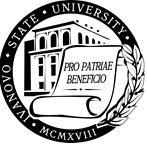 IVANOVO • STATE • UNIVERSITY
PRO PATRIAE
BENEFICIO
MCMXVIII